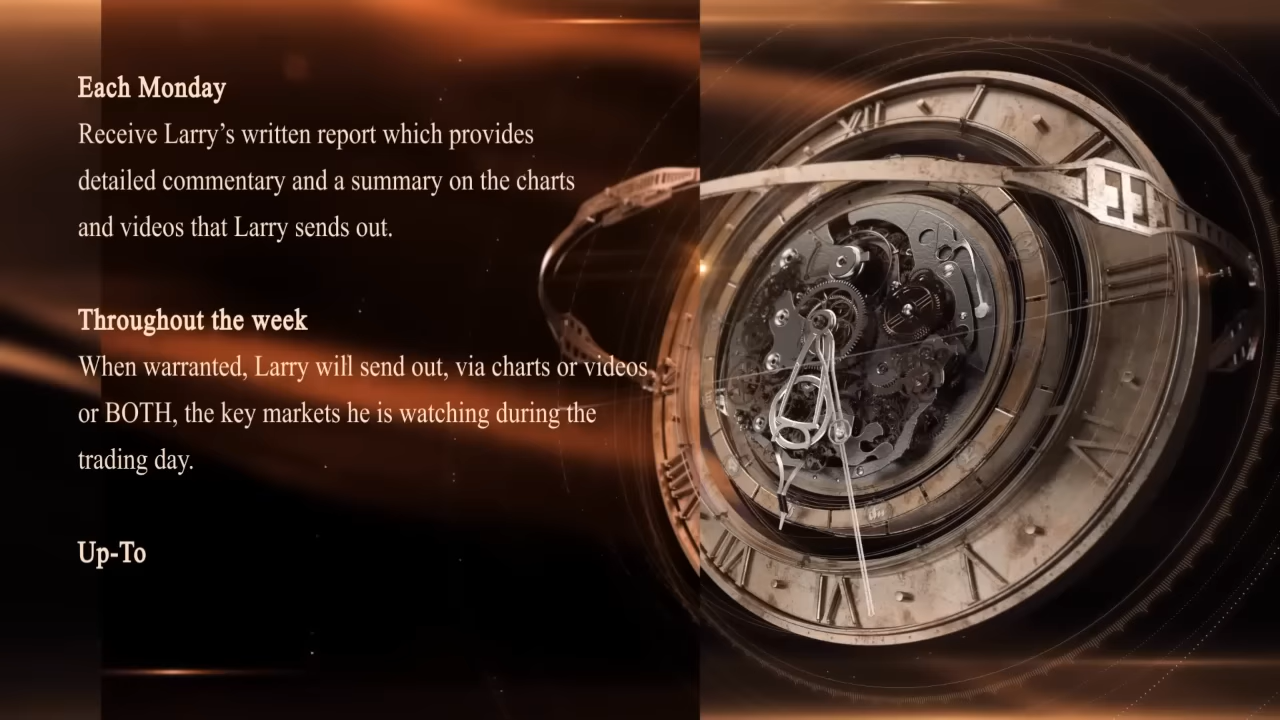 Each Monday
Receive Larry’s written report which provides
detailed commentary and a summary on the charts
and videos that Larry sends out.
Throughout the week
When warranted, Larry will send out, via charts or videos
or BOTH, the key markets he is watching during the
trading day.
Up-To